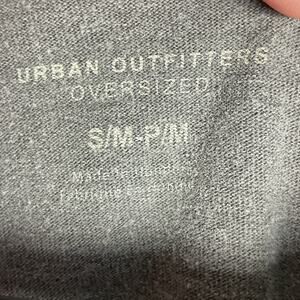 URBAN OUTFITTERS
OVERSIZED
S/M-P/M
Made in